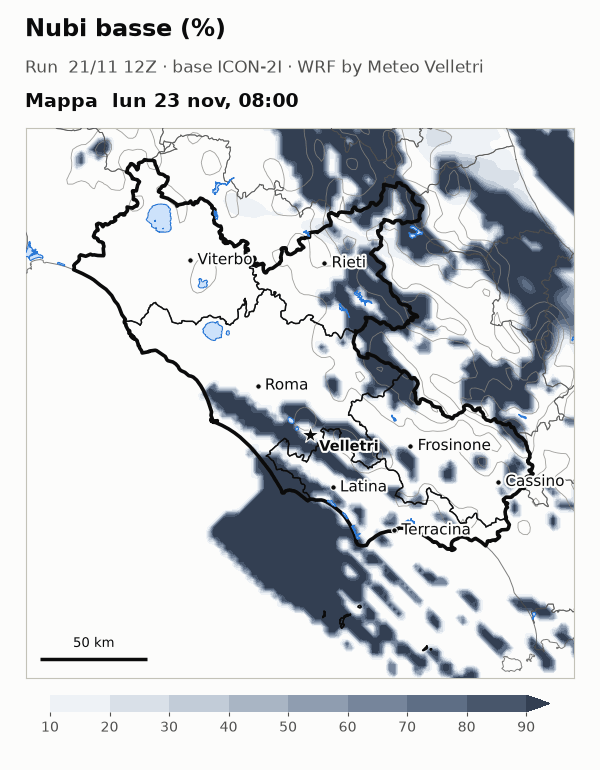 Nubi basse (%)
Run  21/11 12Z · base ICON-2I · WRF by Meteo Velletri
Mappa  lun 23 nov, 08:00
Viterbo
Rieti
Roma
Velletri
Frosinone
Cassino
Latina
Terracina
50 km
10 20 30 40 50 60 70 80 90